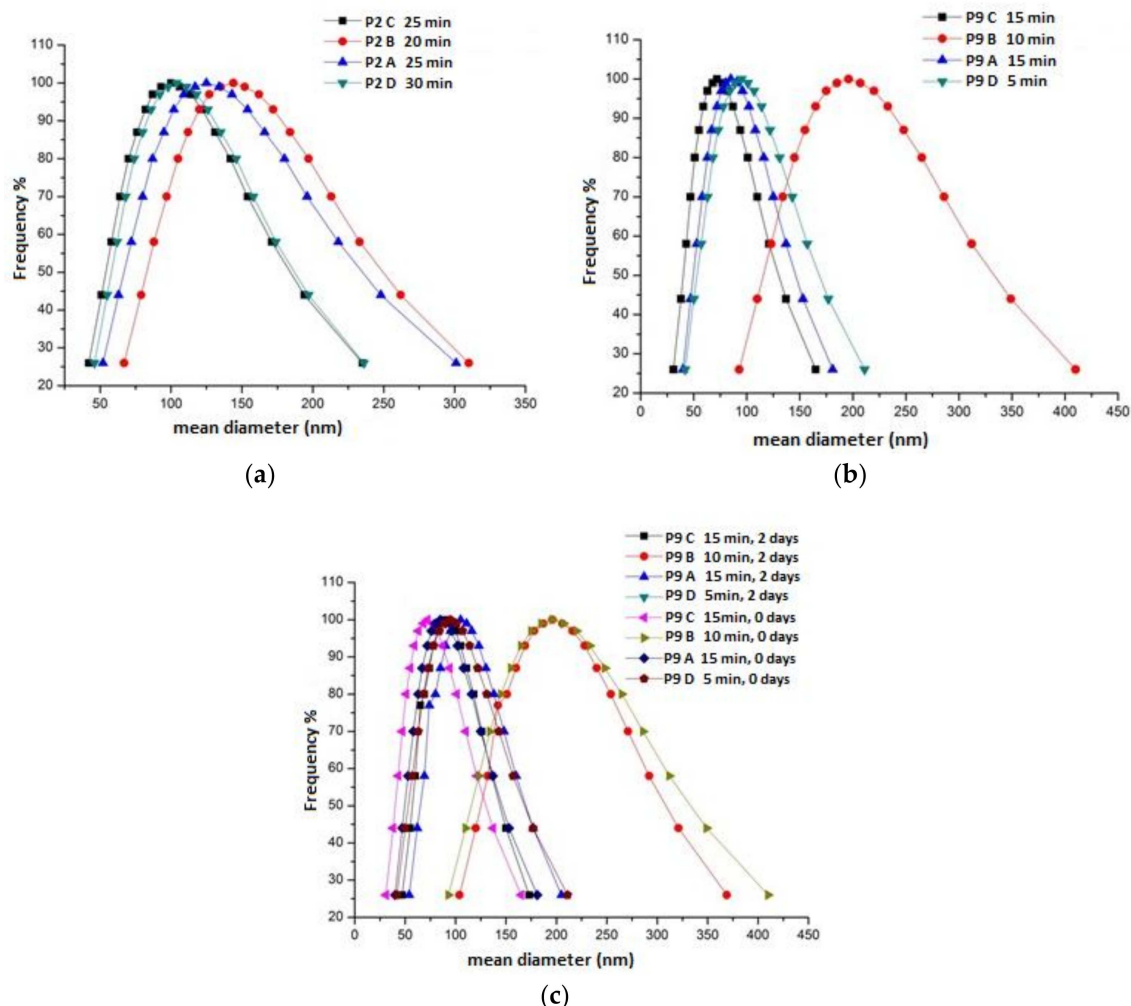 P2 C 25 min
P2 B 20 min
P2 A 25 min
P2 D 30 min
110
100
90
80
70
60
50
40
30
20
Frequency %
50 100 150 200 250 300 350
mean diameter (nm)
(a)
P9 C 15 min
P9 B 10 min
P9 A 15 min
P9 D 5 min
110
100
90
80
70
60
50
40
30
20
Frequency %
0 50 100 150 200 250 300 350 400 450
mean diameter (nm)
(b)
P9 C 15 min, 2 days
P9 B 10 min, 2 days
P9 A 15 min, 2 days
P9 D 5min, 2 days
P9 C 15min, 0 days
P9 B 10 min, 0 days
P9 A 15 min, 0 days
P9 D 5 min, 0 days
110
100
90
80
70
60
50
40
30
20
Frequency %
0 50 100 150 200 250 300 350 400 450
mean diameter (nm)
(c)